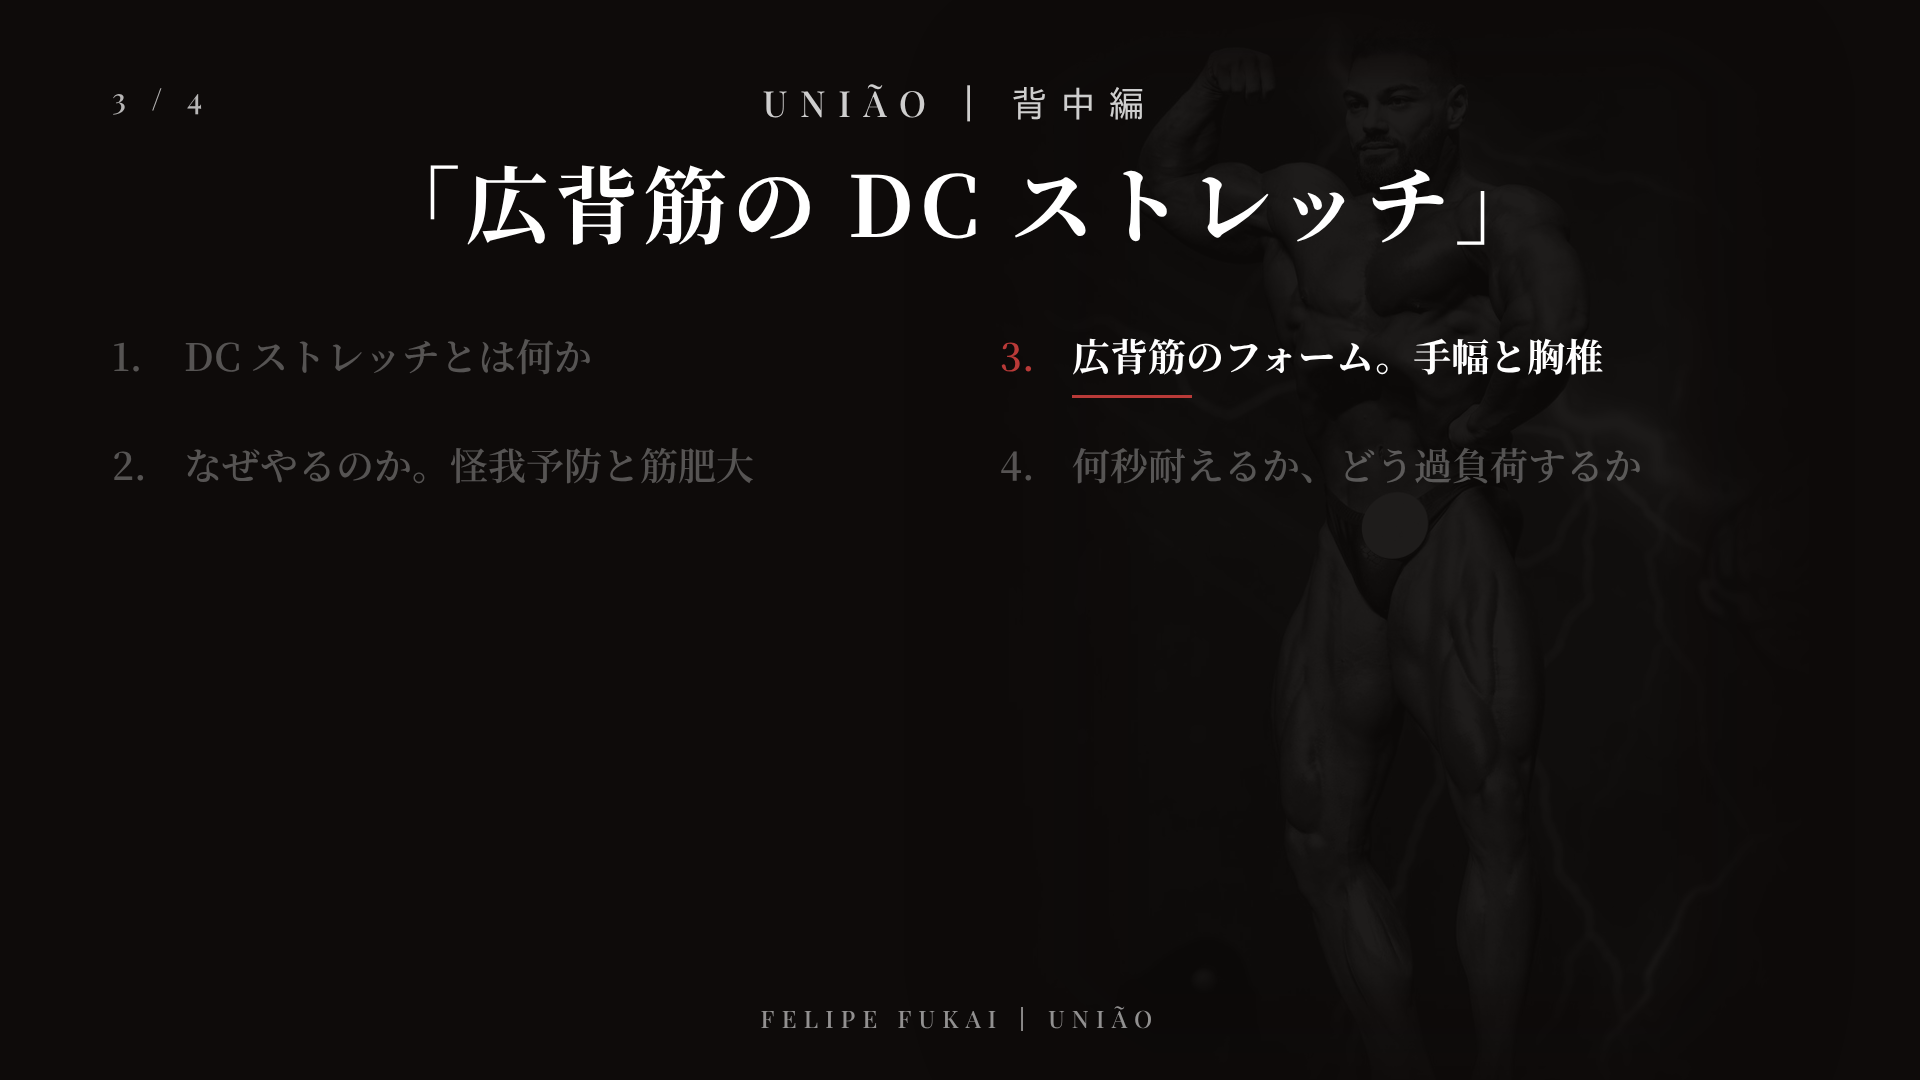 3 / 4
UNIÃO | 背中編
「広背筋の DC ストレッチ」
1. DC ストレッチとは何か
2. なぜやるのか。怪我予防と筋肥大
3. 広背筋のフォーム。手幅と胸椎
4. 何秒耐えるか、どう過負荷するか
FELIPE FUKAI | UNIÃO